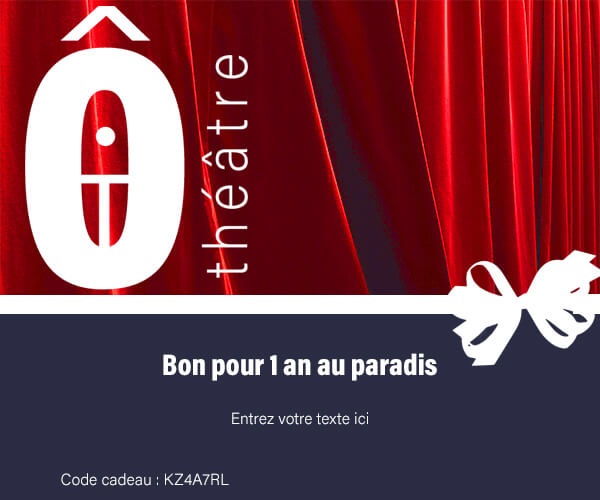 Ô
théâtre
Bon pour 1 an au paradis
Entrez votre texte ici
Code cadeau : KZ4A7RL